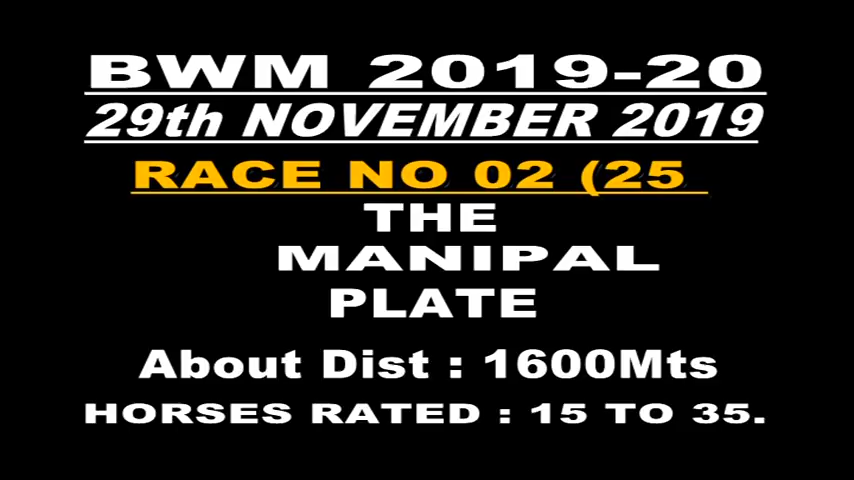 BWM 2019-20
29th NOVEMBER 2019
RACE NO 02 (25
THE
MANIPAL
PLATE
About Dist : 1600Mts
HORSES RATED : 15 TO 35.